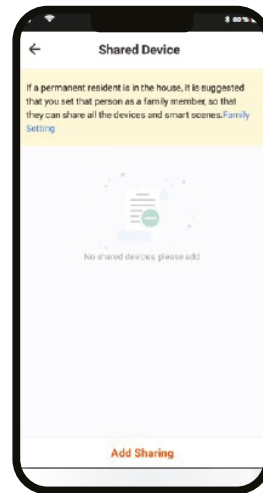 60%
Shared Device
If a permanent resident is in the house, it is suggested
that you set that person as a family member, so that
they can share all the devices and smart scenes.Family
Setting
No shared devices, please add
Add Sharing